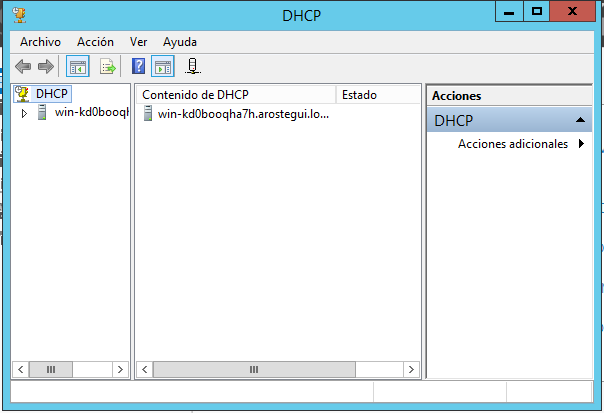 DHCP
Archivo Acción Ver Ayuda
DHCP
win-kd0booqh
Contenido de DHCP Estado
win-kd0booqha7h.arostegui.lo...
Acciones
DHCP
Acciones adicionales